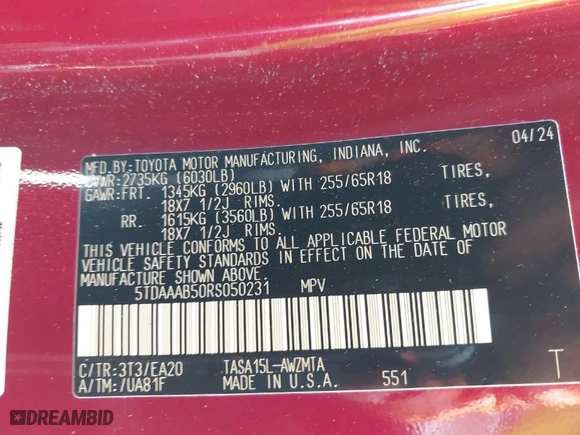 MFD.BY:TOYOTA MOTOR MANUFACTURING, INDIANA, INC. 04/24
GVWR:2735KG (6030LB)
GAWR:FRT. 1345KG (2960LB) WITH 255/65R18 TIRES,
18X7 1/2J RIMS.
RR. 1615KG (3560LB) WITH 255/65R18 TIRES,
18X7 1/2J RIMS.
THIS VEHICLE CONFORMS TO ALL APPLICABLE FEDERAL MOTOR
VEHICLE SAFETY STANDARDS IN EFFECT ON THE DATE OF
MANUFACTURE SHOWN ABOVE.
5TDAAAB50RS050231 MPV
C/TR:3T3/EA20 TASA15L-AWZMTA
A/TM:/UA81F MADE IN U.S.A. 551 T
DREAMBID